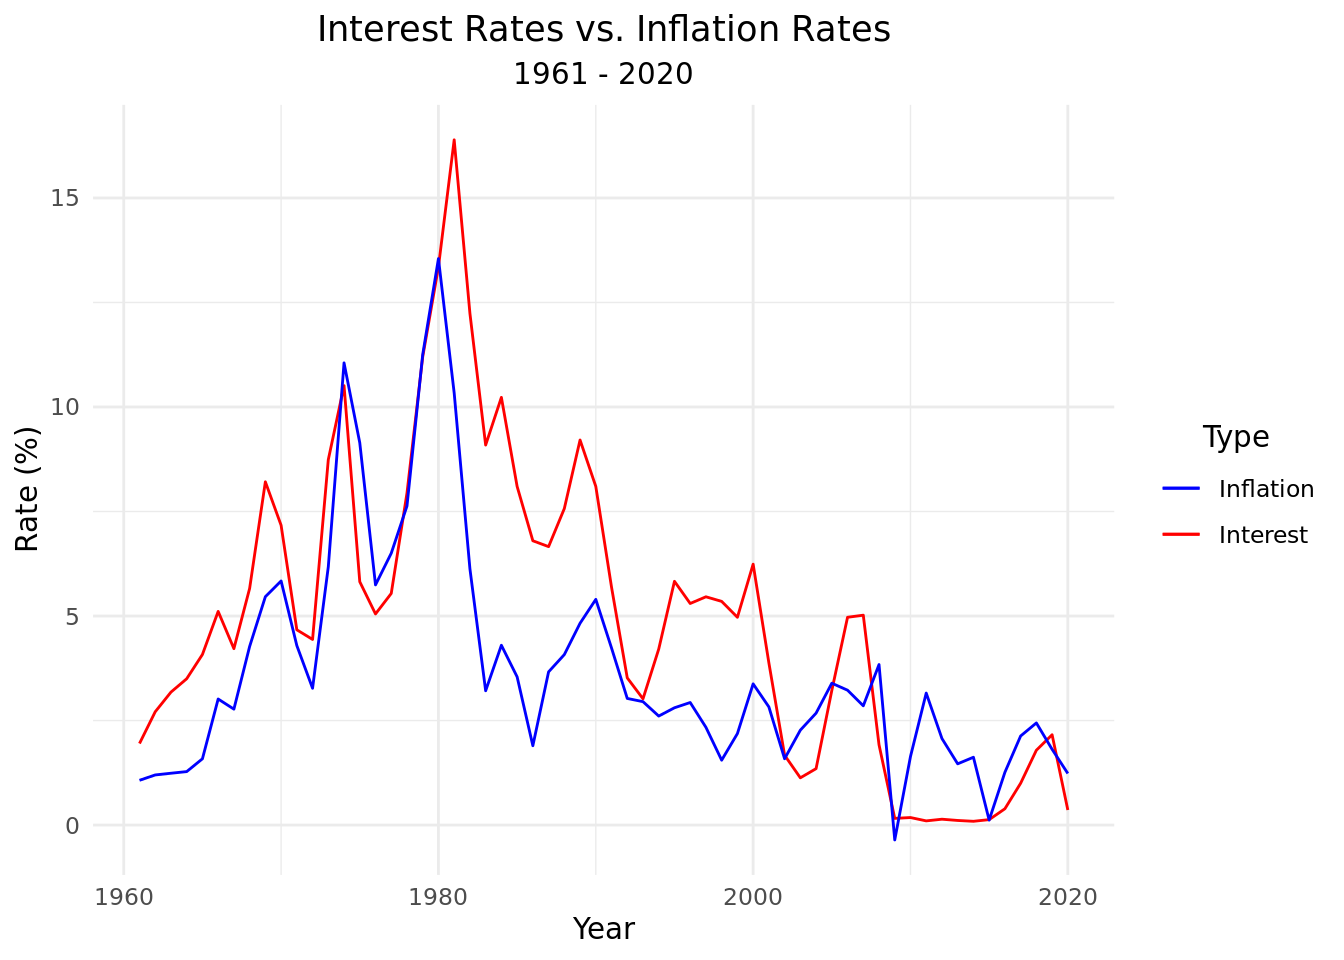 Interest Rates vs. Inflation Rates
1961 - 2020
Rate (%)
15
10
5
0
1960
1980
2000
2020
Year
Type
Inflation
Interest